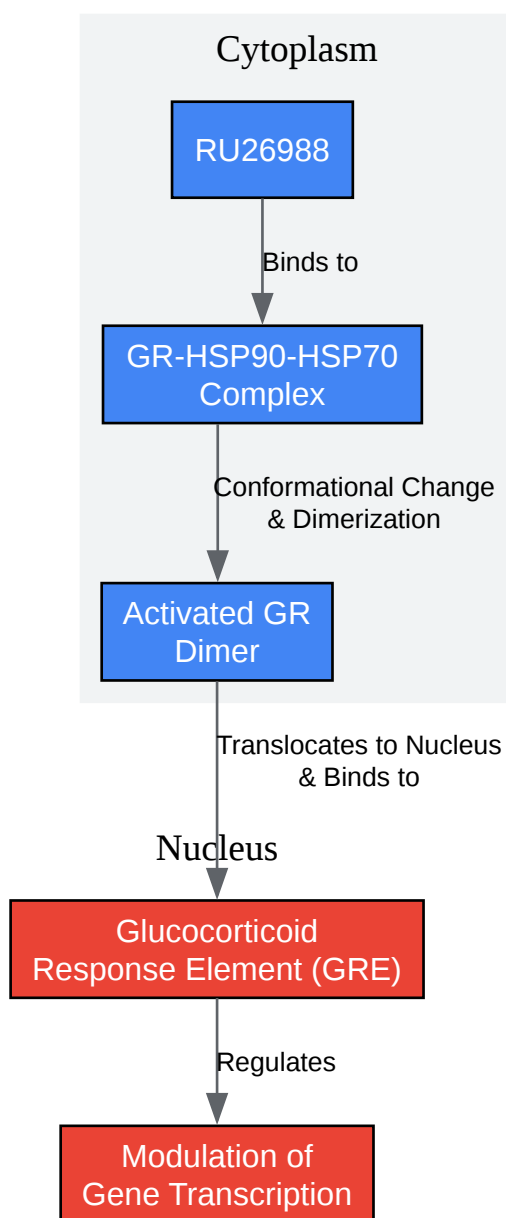 Cytoplasm
RU26988
Binds to
GR-HSP90-HSP70
Complex
Conformational Change
& Dimerization
Activated GR
Dimer
Translocates to Nucleus
& Binds to
Nucleus
Glucocorticoid
Response Element (GRE)
Regulates
Modulation of
Gene Transcription